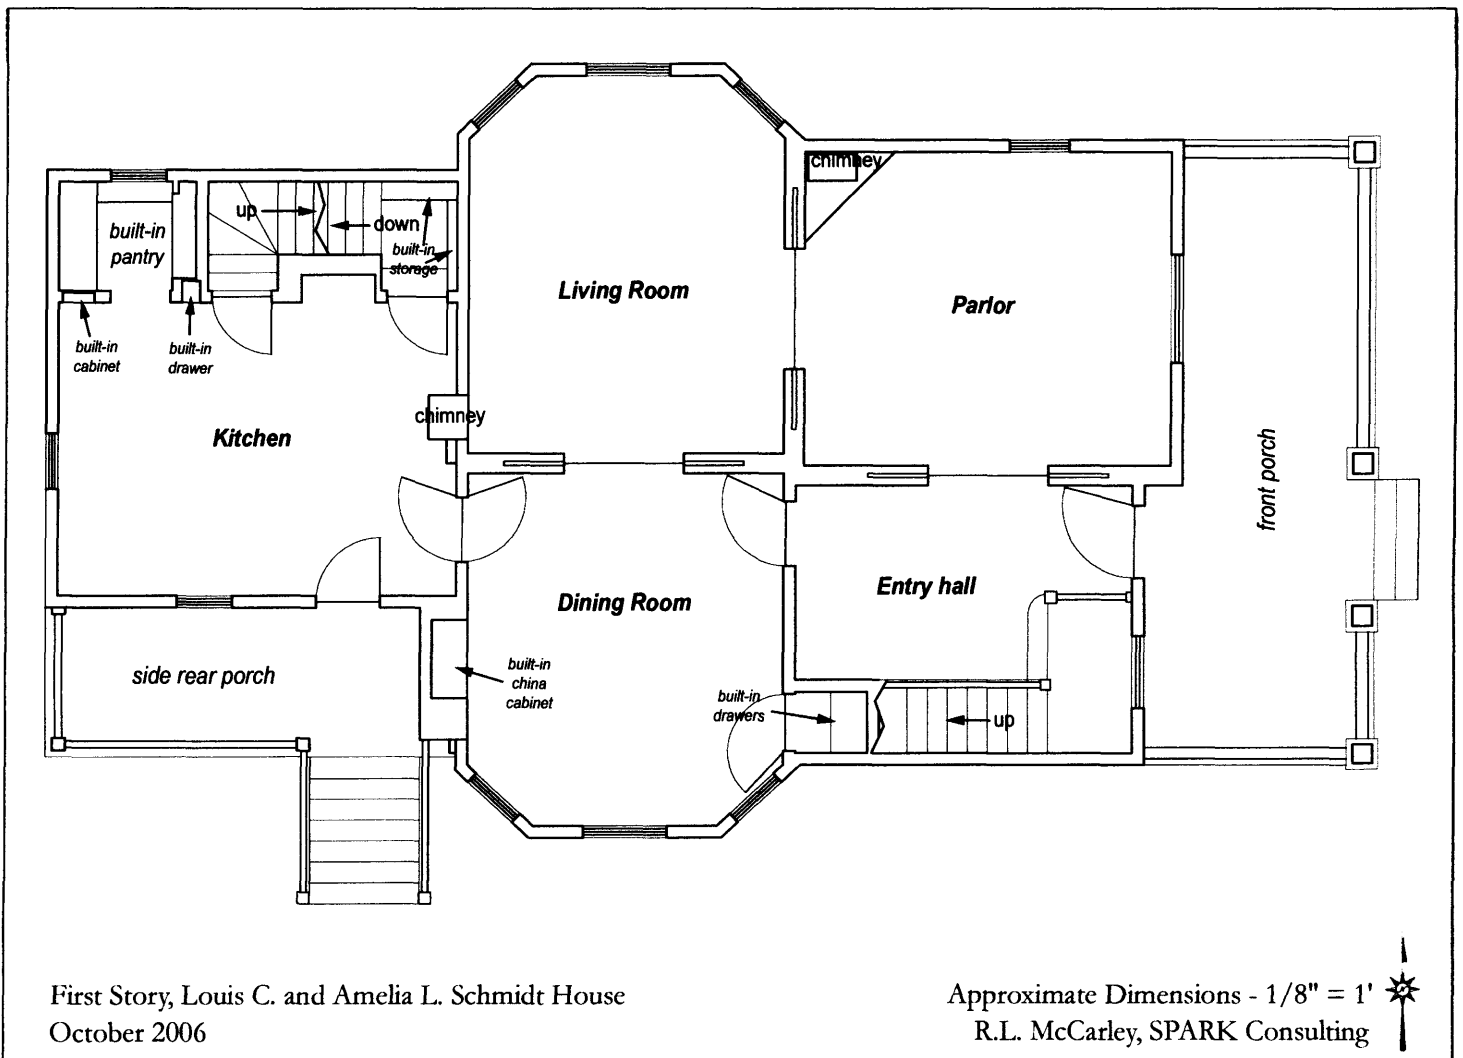 chimney
up
down
built-in
pantry
built-in
storage
Living Room
Parlor
built-in
cabinet
built-in
drawer
chimney
Kitchen
front porch
Entry hall
Dining Room
side rear porch
built-in
china
cabinet
built-in
drawers
up
First Story, Louis C. and Amelia L. Schmidt House
October 2006
Approximate Dimensions - 1/8" = 1'
R.L. McCarley, SPARK Consulting